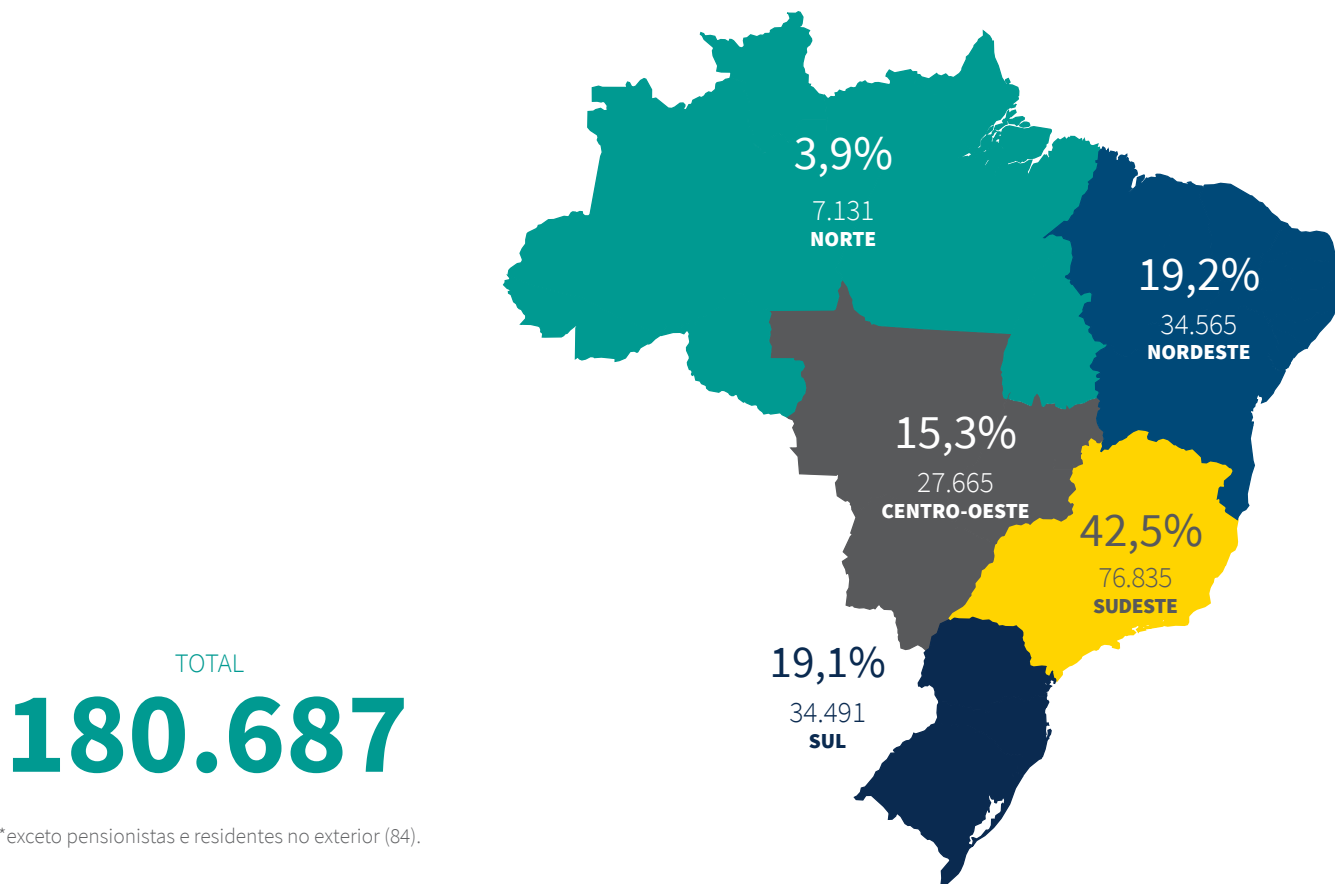 3,9%
7.131
NORTE
19,2%
34.565
NORDESTE
15,3%
27.665
CENTRO-OESTE
42,5%
76.835
SUDESTE
19,1%
34.491
SUL
TOTAL
180.687
*exceto pensionistas e residentes no exterior (84).